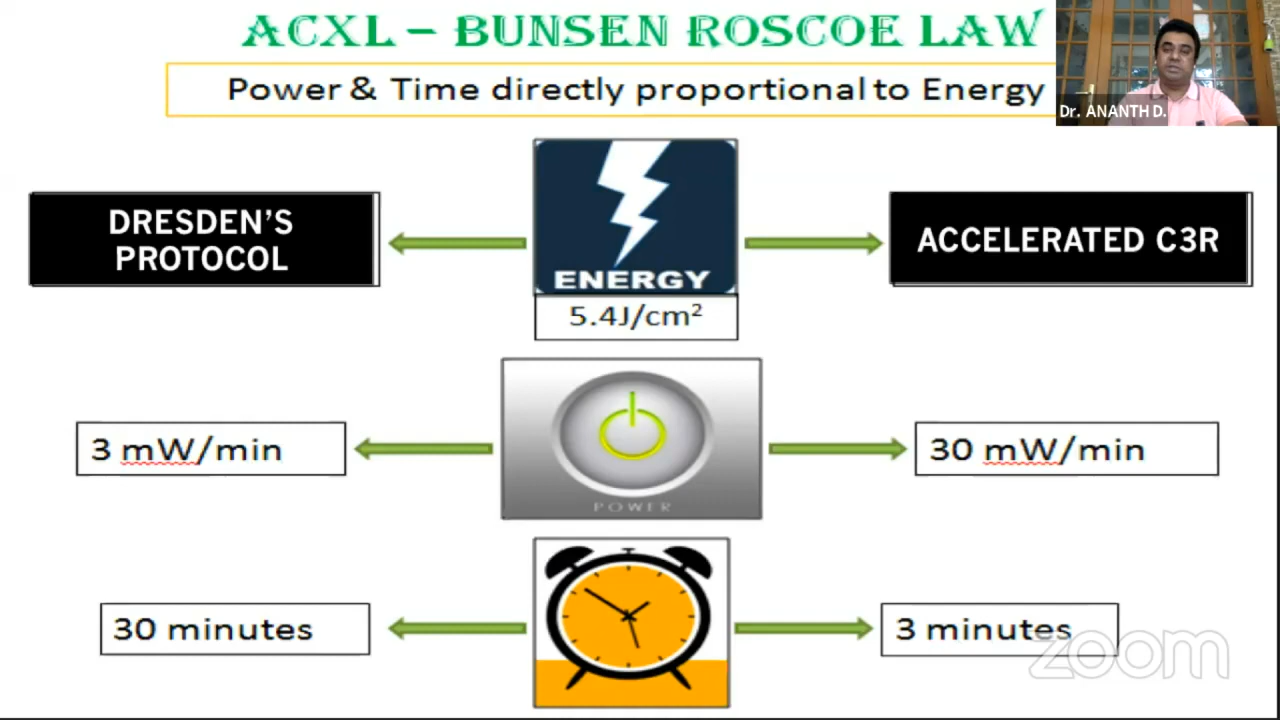 ACXL – BUNSEN ROSCOE LAW
Power & Time directly proportional to Energy
Dr. ANANTH D.
DRESDEN'S
PROTOCOL
ENERGY
ACCELERATED C3R
5.4J/cm²
3 mW/min
POWER
30 mW/min
30 minutes
3 minutes
zoom